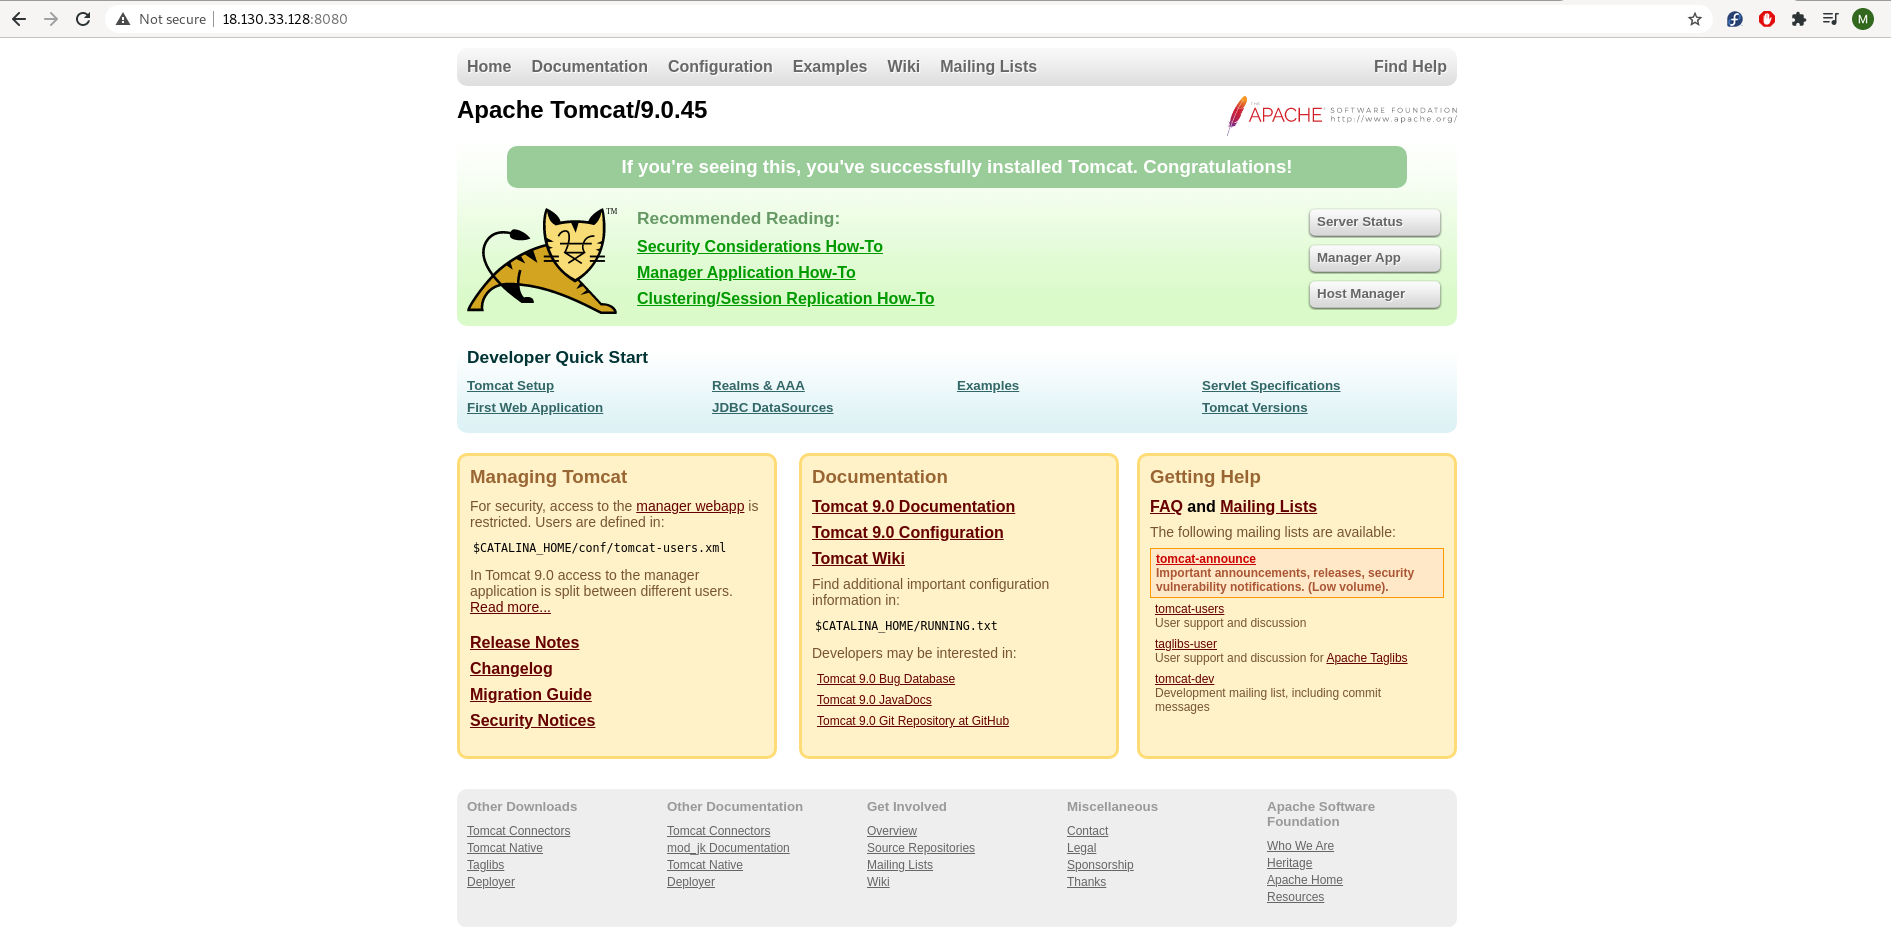 Not secure | 18.130.33.128:8080
M
Home Documentation Configuration Examples Wiki Mailing Lists Find Help
Apache Tomcat/9.0.45
THE APACHE SOFTWARE FOUNDATION
http://www.apache.org/
If you're seeing this, you've successfully installed Tomcat. Congratulations!
TM
Recommended Reading:
Security Considerations How-To
Manager Application How-To
Clustering/Session Replication How-To
Server Status
Manager App
Host Manager
Developer Quick Start
Tomcat Setup
First Web Application
Realms & AAA
JDBC DataSources
Examples
Servlet Specifications
Tomcat Versions
Managing Tomcat
For security, access to the manager webapp is
restricted. Users are defined in:
$CATALINA_HOME/conf/tomcat-users.xml
In Tomcat 9.0 access to the manager
application is split between different users.
Read more...
Release Notes
Changelog
Migration Guide
Security Notices
Documentation
Tomcat 9.0 Documentation
Tomcat 9.0 Configuration
Tomcat Wiki
Find additional important configuration
information in:
$CATALINA_HOME/RUNNING.txt
Developers may be interested in:
Tomcat 9.0 Bug Database
Tomcat 9.0 JavaDocs
Tomcat 9.0 Git Repository at GitHub
Getting Help
FAQ and Mailing Lists
The following mailing lists are available:
tomcat-announce
Important announcements, releases, security
vulnerability notifications. (Low volume).
tomcat-users
User support and discussion
taglibs-user
User support and discussion for Apache Taglibs
tomcat-dev
Development mailing list, including commit
messages
Other Downloads
Tomcat Connectors
Tomcat Native
Taglibs
Deployer
Other Documentation
Tomcat Connectors
mod_jk Documentation
Tomcat Native
Deployer
Get Involved
Overview
Source Repositories
Mailing Lists
Wiki
Miscellaneous
Contact
Legal
Sponsorship
Thanks
Apache Software
Foundation
Who We Are
Heritage
Apache Home
Resources